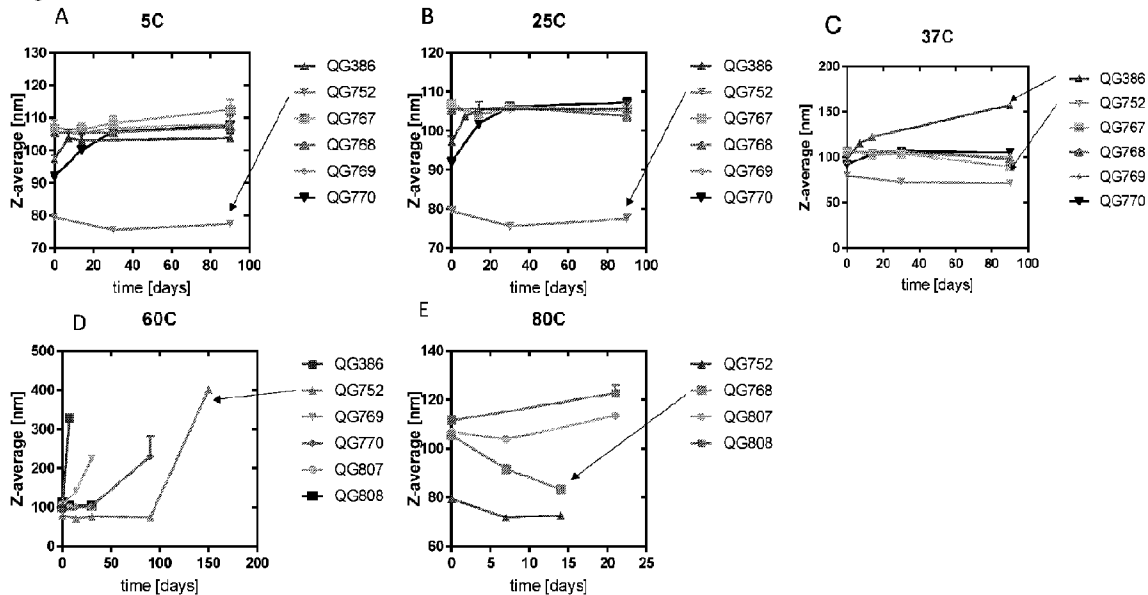 A
5C
Z-average [nm]
130
120
110
100
90
80
70
0
20
40
60
80
100
time [days]
QG386
QG752
QG767
QG768
QG769
QG770
B
25C
Z-average [nm]
120
110
100
90
80
70
0
20
40
60
80
100
time [days]
QG386
QG752
QG767
QG768
QG769
QG770
C
37C
Z-average [nm]
200
150
100
50
0
0
20
40
60
80
100
time [days]
QG386
QG752
QG767
QG768
QG769
QG770
D
60C
Z-average [nm]
500
400
300
200
100
0
0
50
100
150
200
time [days]
QG386
QG752
QG769
QG770
QG807
QG808
E
80C
Z-average [nm]
140
120
100
80
60
0
5
10
15
20
25
time [days]
QG752
QG768
QG807
QG808